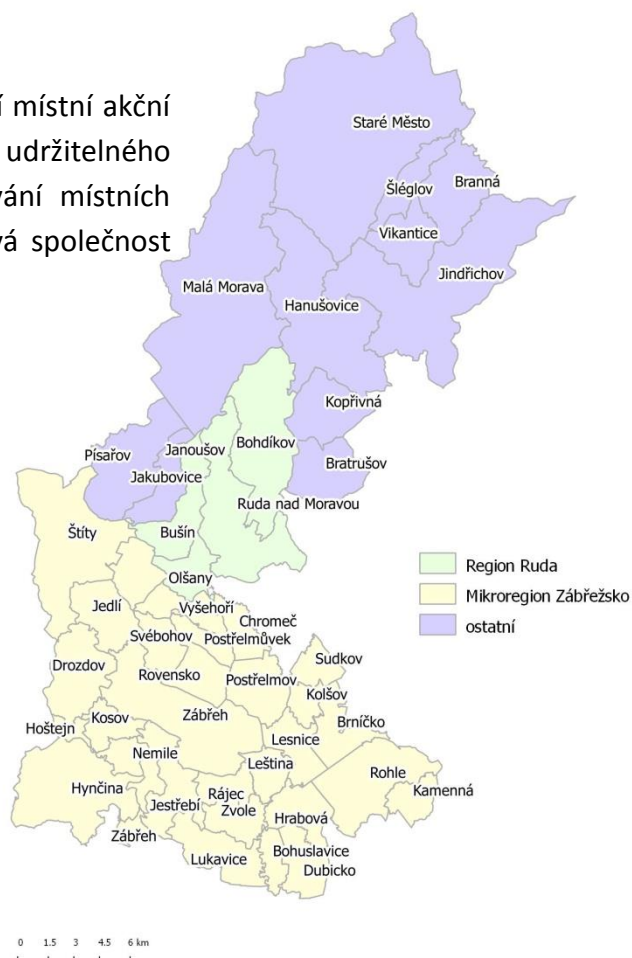 í místní akční
udržitelného
vání místních
vá společnost
Staré Město
Šléglov
Branná
Vikantice
Jindřichov
Malá Morava
Hanušovice
Kopřivná
Písařov
Janoušov
Bohdíkov
Jakubovice
Bratrušov
Ruda nad Moravou
Štíty
Bušín
Olšany
Region Ruda
Mikroregion Zábřežsko
ostatní
Jedlí
Vyšehoří
Chromeč
Svébohov
Postřelmůvek
Drozdov
Rovensko
Postřelmov
Sudkov
Kolšov
Hoštejn
Kosov
Zábřeh
Brníčko
Lesnice
Nemile
Leština
Rohle
Hynčina
Jestřebí
Rájec
Zvole
Kamenná
Hrabová
Zábřeh
Lukavice
Bohuslavice
Dubicko
0 1.5 3 4.5 6 km